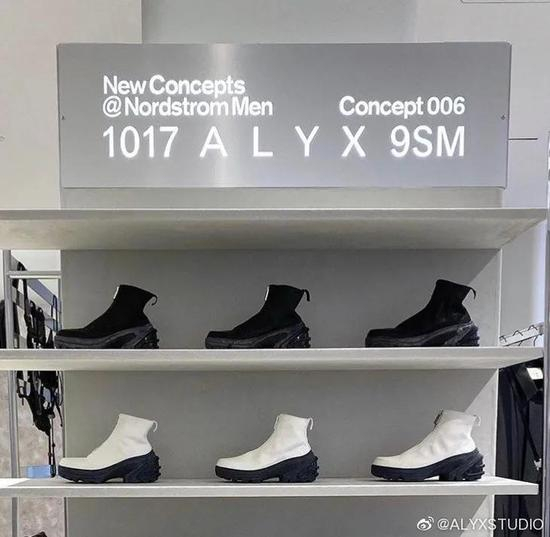 New Concepts
@Nordstrom Men
Concept 006
1017 A L Y X 9SM
@ALYXSTUDIO